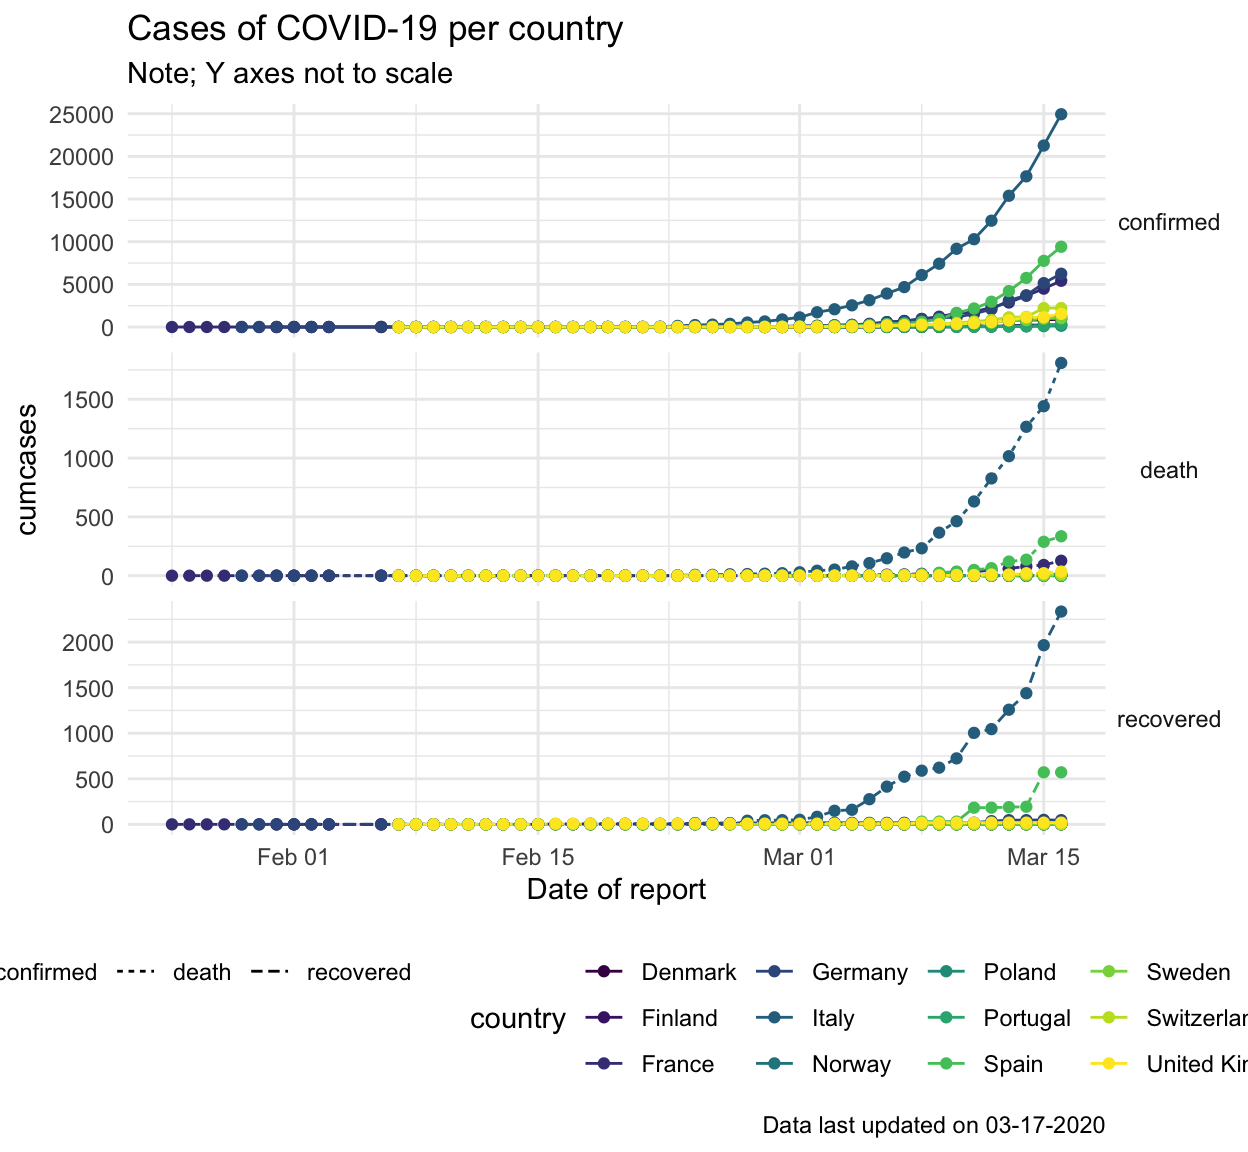 Cases of COVID-19 per country
Note; Y axes not to scale
25000
20000
15000
10000
5000
0
confirmed
1500
1000
500
0
death
2000
1500
1000
500
0
recovered
cumcases
Feb 01 Feb 15 Mar 01 Mar 15
Date of report
confirmed death recovered
country
Denmark Germany Poland Sweden
Finland Italy Portugal Switzerlar
France Norway Spain United Kir
Data last updated on 03-17-2020